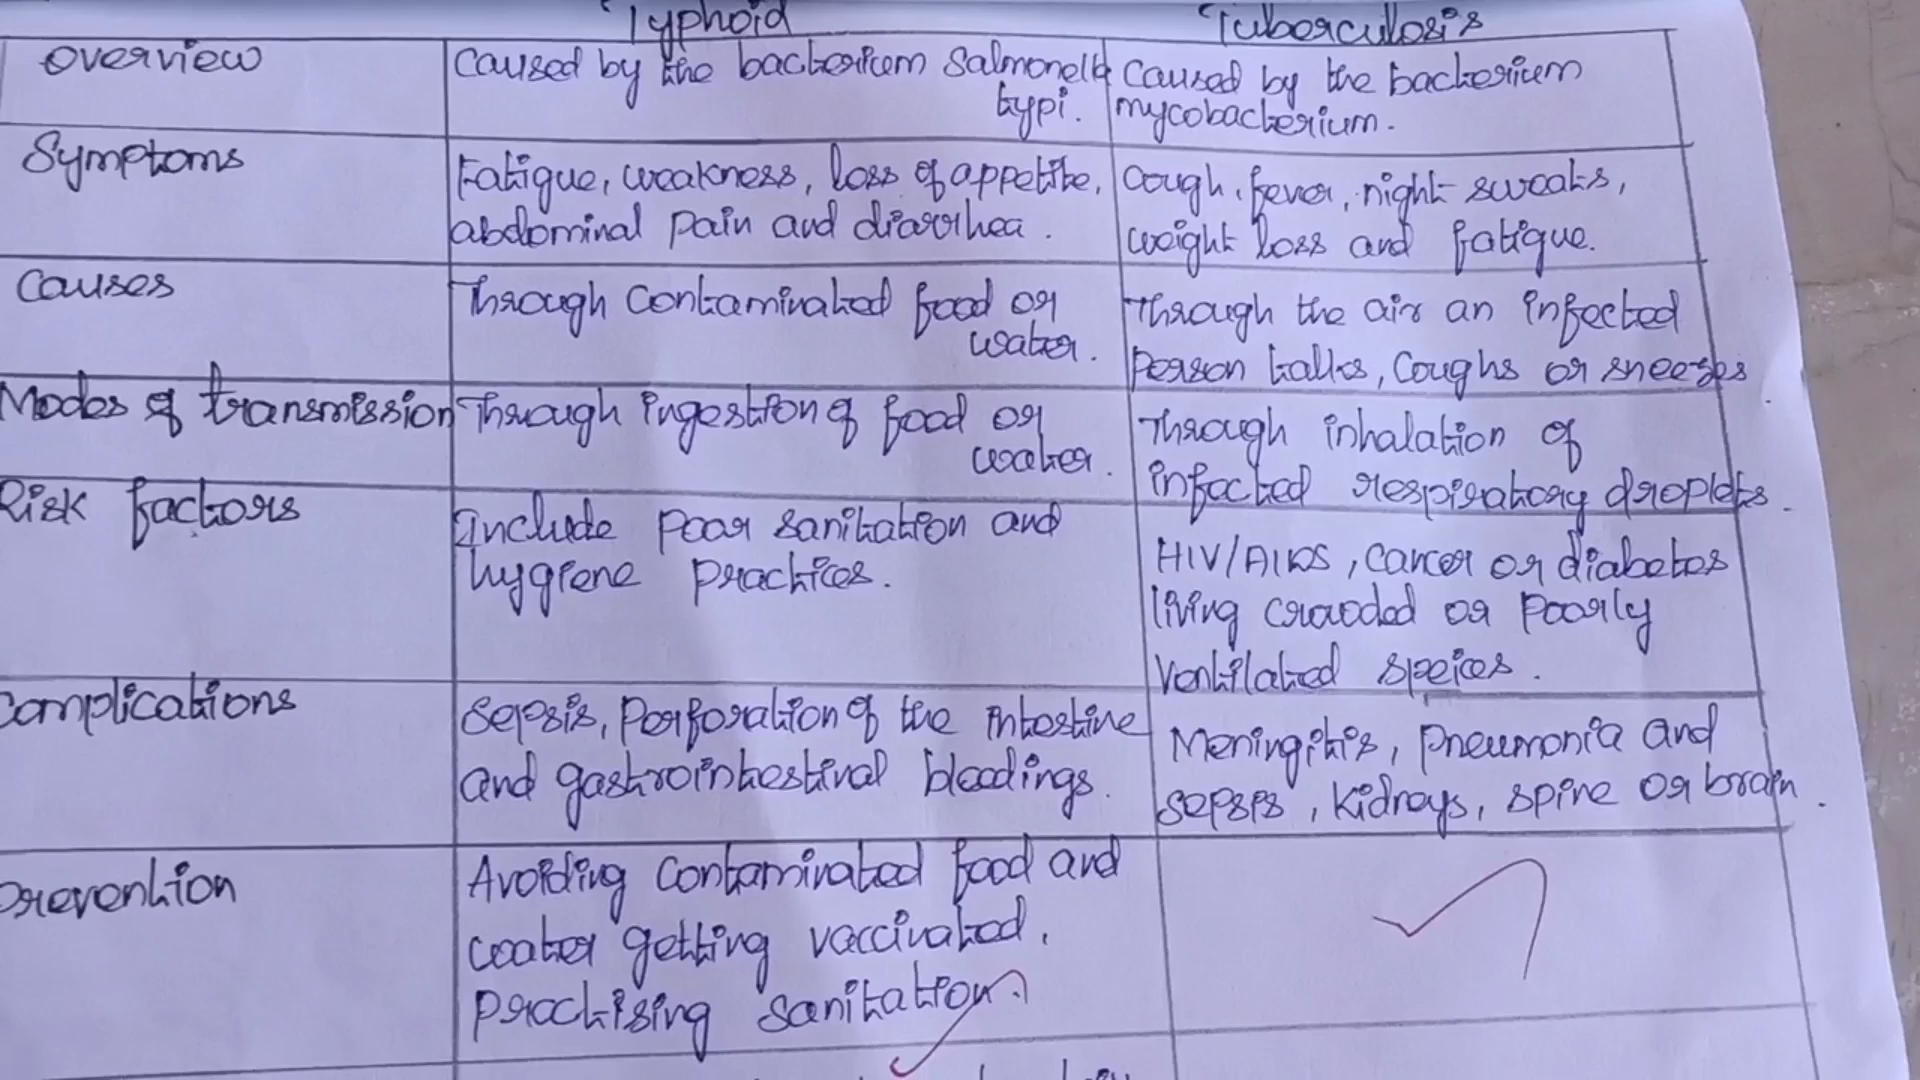 Typhoid Tuberculosis
Overview
Caused by the bacterium Salmonella
typi.
Caused by the bacterium
mycobacterium.
Symptoms
Fatigue, weakness, loss of appetite,
abdominal pain and diarrhea.
Cough, fever, night sweats,
weight loss and fatigue.
Causes
Through contaminated food or
water.
Through the air an infected
person talks, coughs or sneezes
Modes of transmission
Through ingestion of food or
water.
Through inhalation of
infected respiratory droplets.
Risk factors
Include poor sanitation and
hygiene practices.
HIV/AIDS, cancer or diabetes
living crowded or poorly
ventilated speices.
Complications
Sepsis, perforation of the intestine
and gastrointestinal bleedings.
Meningitis, pneumonia and
sepsis, kidneys, spine or brain.
Prevention
Avoiding contaminated food and
water getting vaccinated,
practising sanitation.